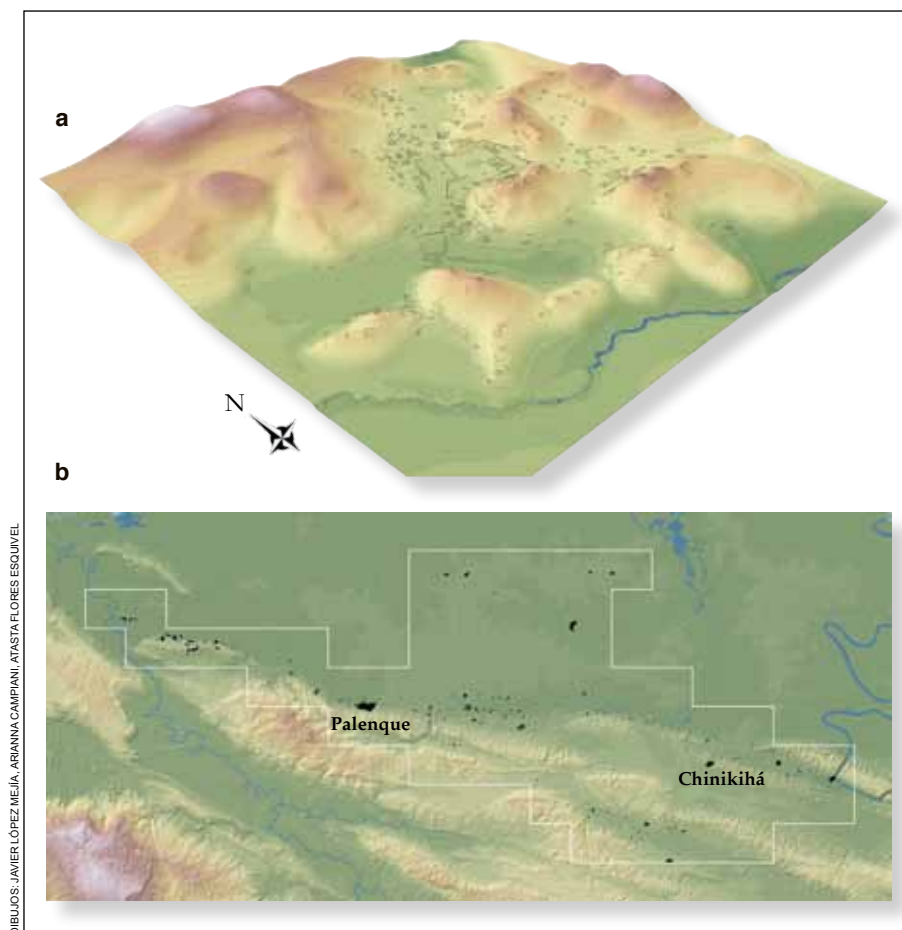 a
N
b
Palenque
Chinikihá
DIBUJOS: JAVIER LÓPEZ MEJÍA, ARIANNA CAMPIANI, ATASTA FLORES ESQUIVEL